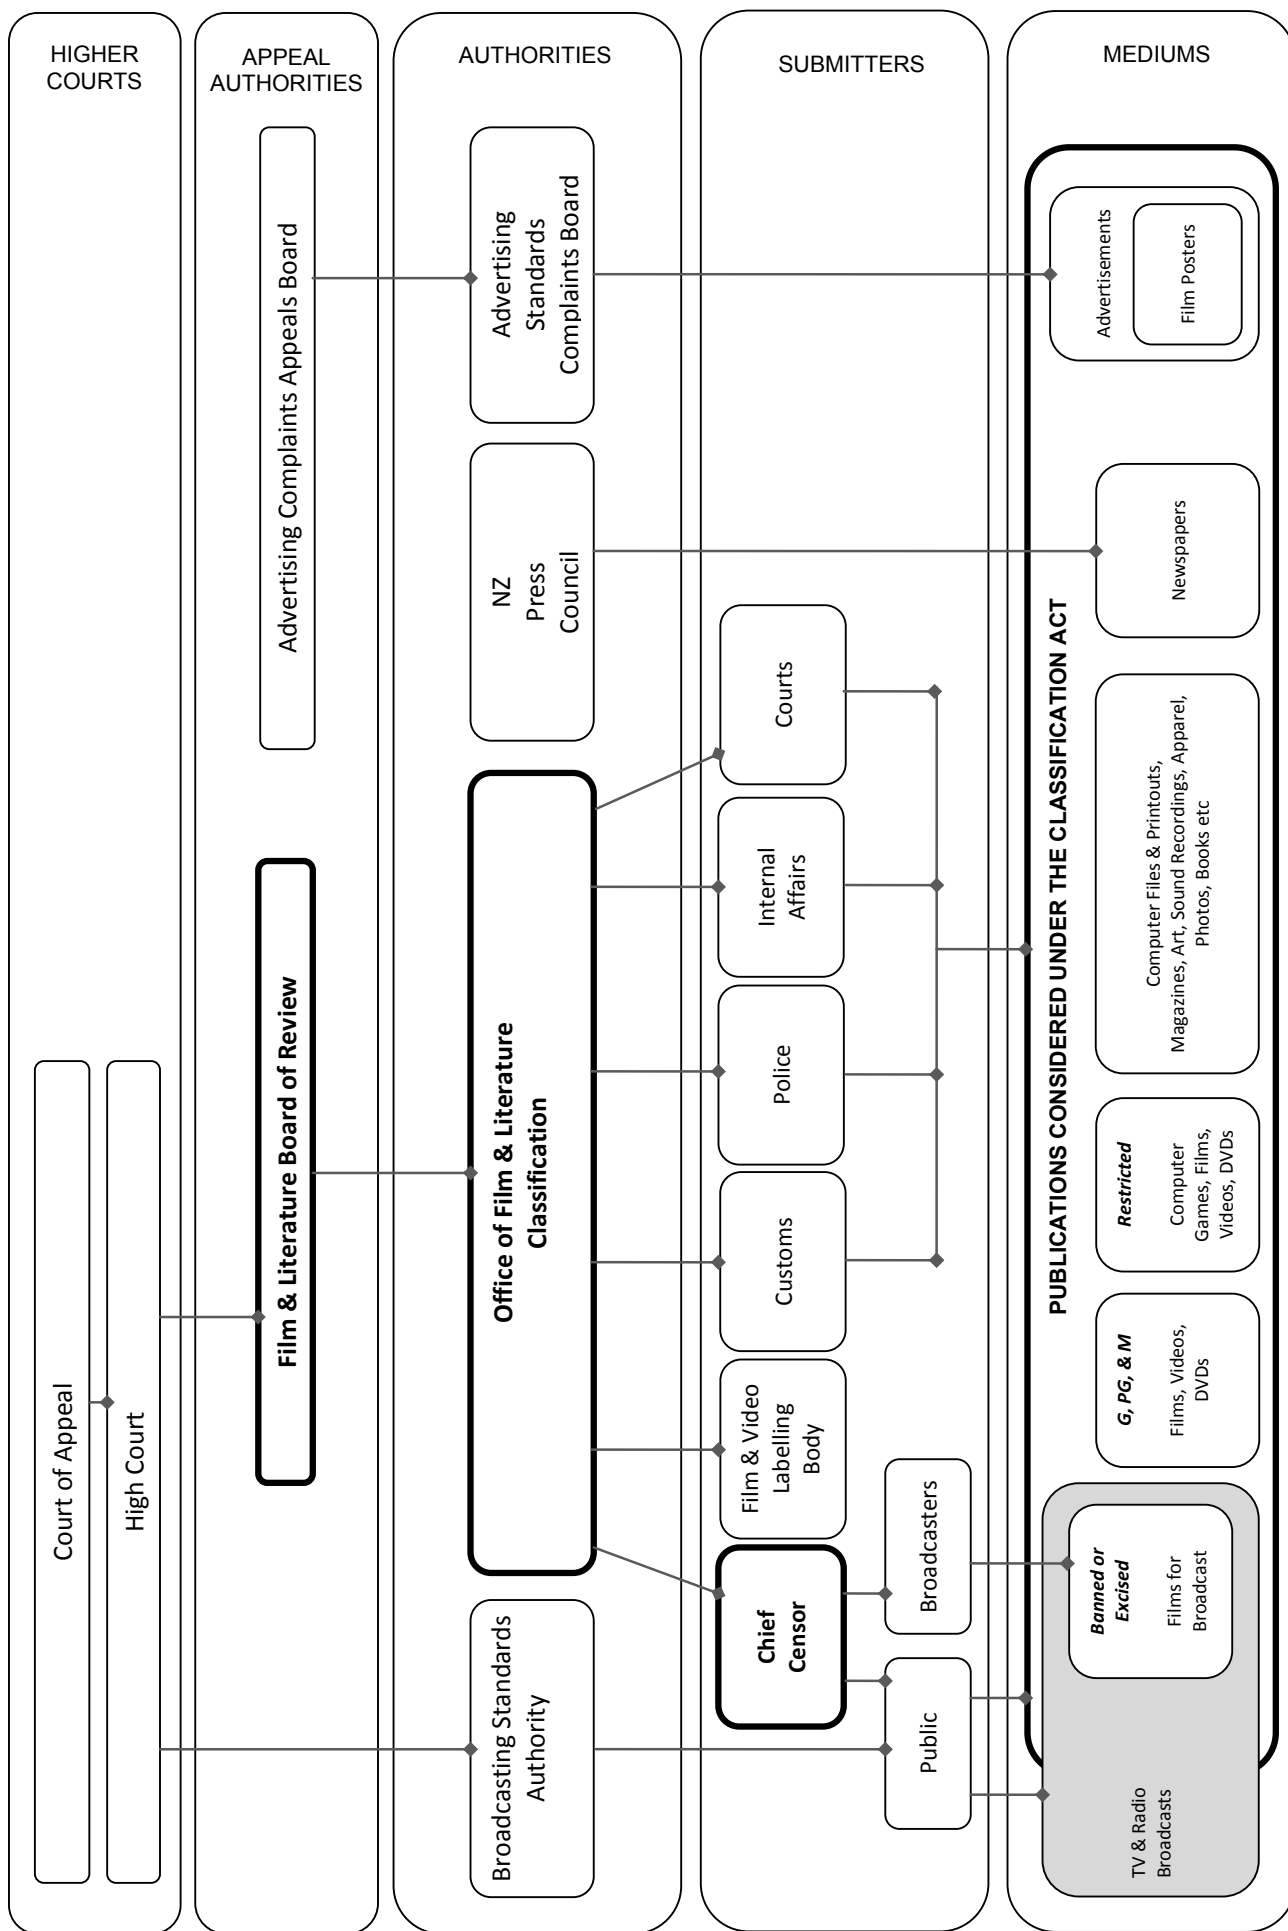 HIGHER
COURTS
Court of Appeal
High Court
APPEAL
AUTHORITIES
Film & Literature Board of Review
Advertising Complaints Appeals Board
AUTHORITIES
Broadcasting Standards
Authority
Office of Film & Literature
Classification
NZ
Press
Council
Advertising
Standards
Complaints Board
SUBMITTERS
Chief
Censor
Film & Video
Labelling
Body
Customs
Police
Internal
Affairs
Courts
Public
Broadcasters
MEDIUMS
PUBLICATIONS CONSIDERED UNDER THE CLASSIFICATION ACT
TV & Radio
Broadcasts
Banned or
Excised
Films for
Broadcast
G, PG, & M
Films, Videos,
DVDs
Restricted
Computer
Games, Films,
Videos, DVDs
Computer Files & Printouts,
Magazines, Art, Sound Recordings, Apparel,
Photos, Books etc
Newspapers
Advertisements
Film Posters